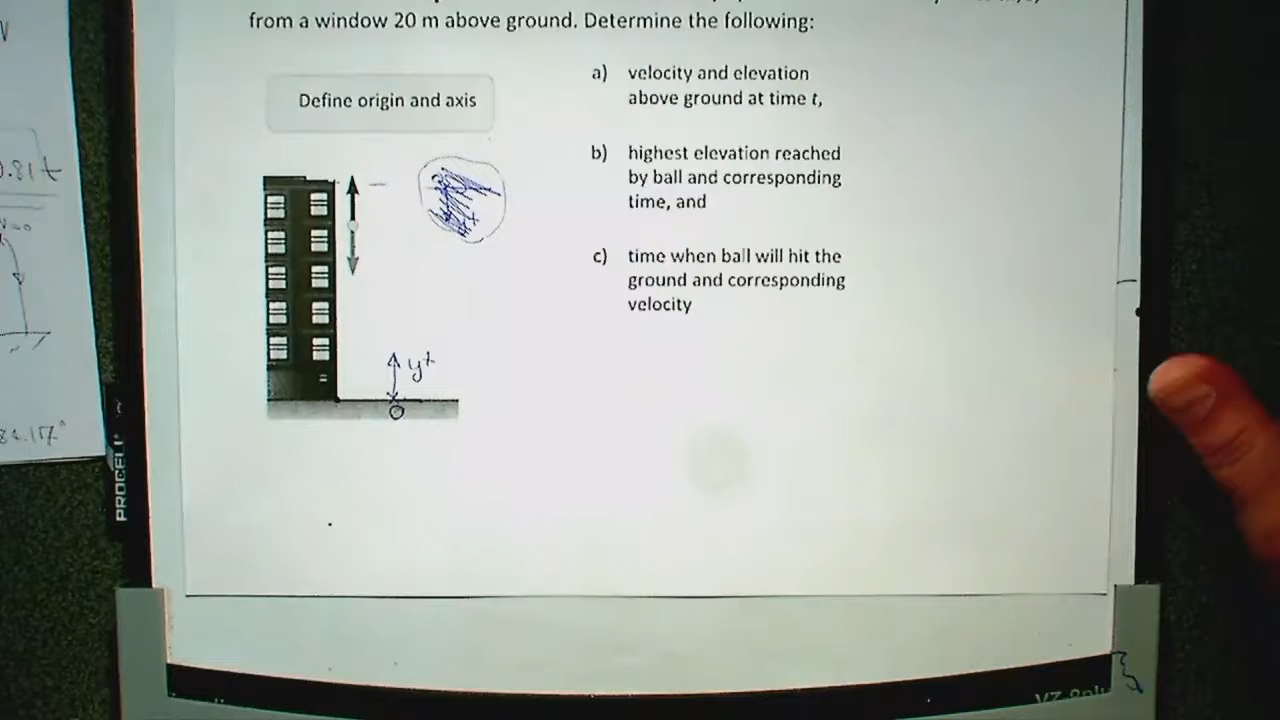 from a window 20 m above ground. Determine the following:
Define origin and axis
a) velocity and elevation
above ground at time t,
b) highest elevation reached
by ball and corresponding
time, and
c) time when ball will hit the
ground and corresponding
velocity
y+
O
.81t
PROCELL